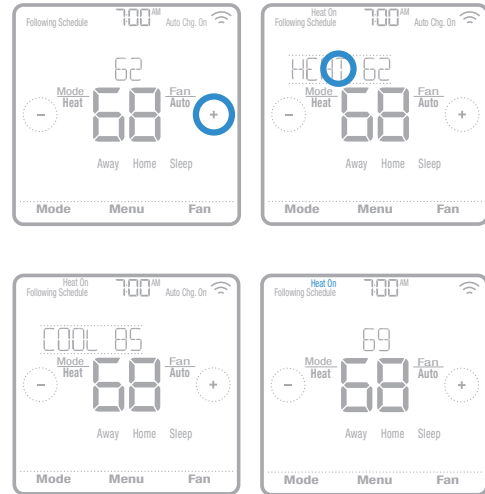 Following Schedule 7:00 AM Auto Chg. On
62
Mode Heat 68 Fan Auto
- +
Away Home Sleep
Mode Menu Fan
Heat On
Following Schedule 7:00 AM Auto Chg. On
HEAT 62
Mode Heat 68 Fan Auto
- +
Away Home Sleep
Mode Menu Fan
Heat On
Following Schedule 7:00 AM Auto Chg. On
COOL 85
Mode Heat 68 Fan Auto
- +
Away Home Sleep
Mode Menu Fan
Heat On
Following Schedule 7:00 AM
69
Mode Heat 68 Fan Auto
- +
Away Home Sleep
Mode Menu Fan